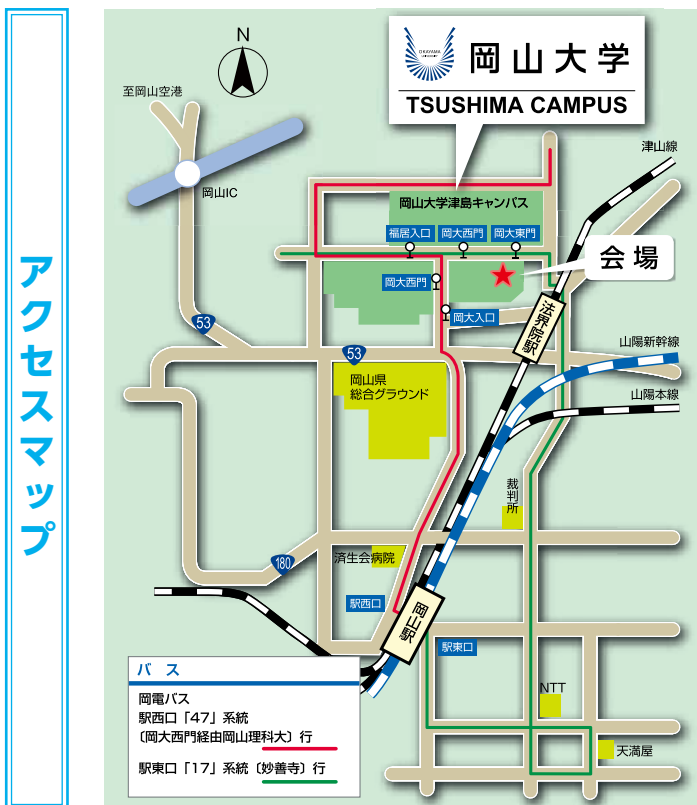 アクセスマップ
N
OKAYAMA
UNIVERSITY
岡山大学
TSUSHIMA CAMPUS
至岡山空港
岡山IC
津山線
岡山大学津島キャンパス
福居入口
岡大西門
岡大東門
会場
岡大西門
岡大入口
法界院駅
53
53
山陽新幹線
岡山県
総合グラウンド
山陽本線
裁判所
済生会病院
180
駅西口
岡山駅
駅東口
バス
岡電バス
駅西口「47」系統
〔岡大西門経由岡山理科大〕行
駅東口「17」系統〔妙善寺〕行
NTT
天満屋